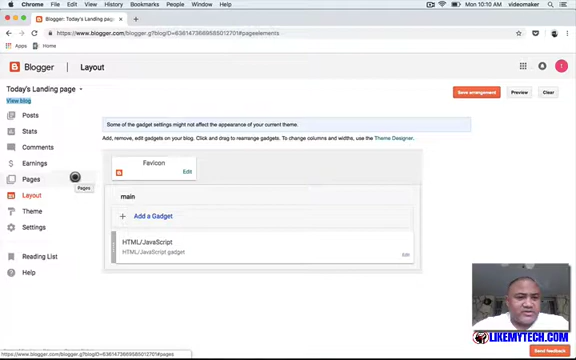 Chrome File Edit View History Bookmarks People Window Help
Mon 10:10 AM videomaker
Blogger: Today's Landing page
https://www.blogger.com/blogger.g?blogID=6361473687358012701#pageelements
Apps Home
Blogger Layout
Today's Landing page
View blog
Save arrangement Preview Clear
Posts
Stats
Comments
Earnings
Pages
Pages
Layout
Theme
Settings
Reading List
Help
Some of the gadget settings might not affect the appearance of your current theme.
Add, remove, edit gadgets on your blog. Click and drag to rearrange gadgets. To change columns and widths, use the Theme Designer.
Favicon
Edit
main
Add a Gadget
HTML/JavaScript
HTML/JavaScript gadget
Edit
LIKEMYTECH.COM
Send feedback